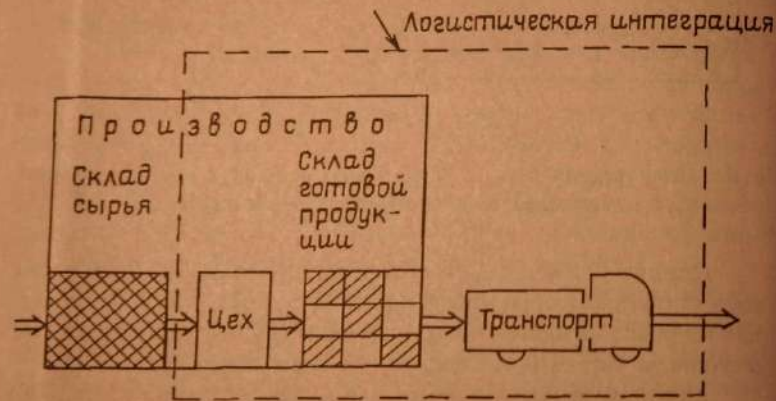 Логистическая интеграция
Производство
Склад
сырья
Склад
готовой
продук-
ции
Цех
Транспорт